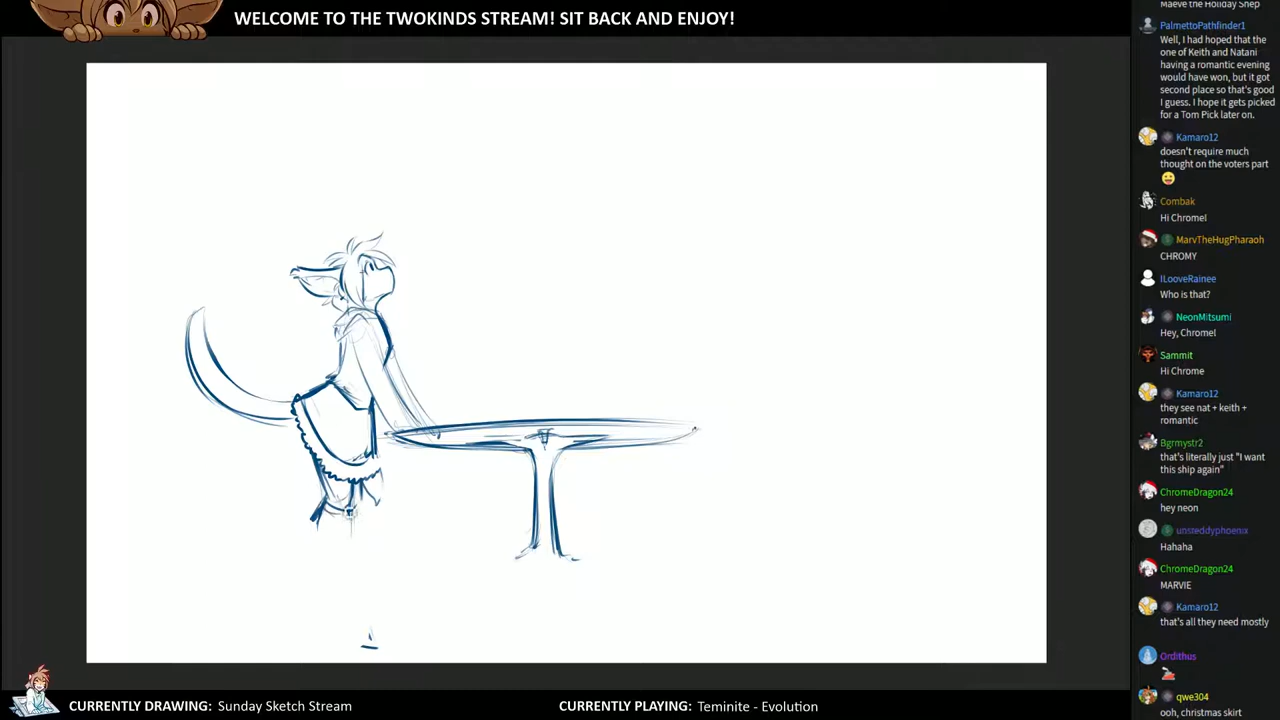 WELCOME TO THE TWOKINDS STREAM! SIT BACK AND ENJOY!
Maeve the Holiday Shep
PalmettoPathfinder1
Well, I had hoped that the
one of Keith and Natani
having a romantic evening
would have won, but it got
second place so that's good
I guess. I hope it gets picked
for a Tom Pick later on.
Kamaro12
doesn't require much
thought on the voters part
Combak
Hi Chrome!
MarvTheHugPharaoh
CHROMY
ILooveRainee
Who is that?
NeonMitsumi
Hey, Chrome!
Sammit
Hi Chrome
Kamaro12
they see nat + keith +
romantic
Bgrmystr2
that's literally just "I want
this ship again"
ChromeDragon24
hey neon
unsteddyphoenix
Hahaha
ChromeDragon24
MARVIE
Kamaro12
that's all they need mostly
Ordithus
qwe304
ooh, christmas skirt
CURRENTLY DRAWING: Sunday Sketch Stream
CURRENTLY PLAYING: Teminite - Evolution